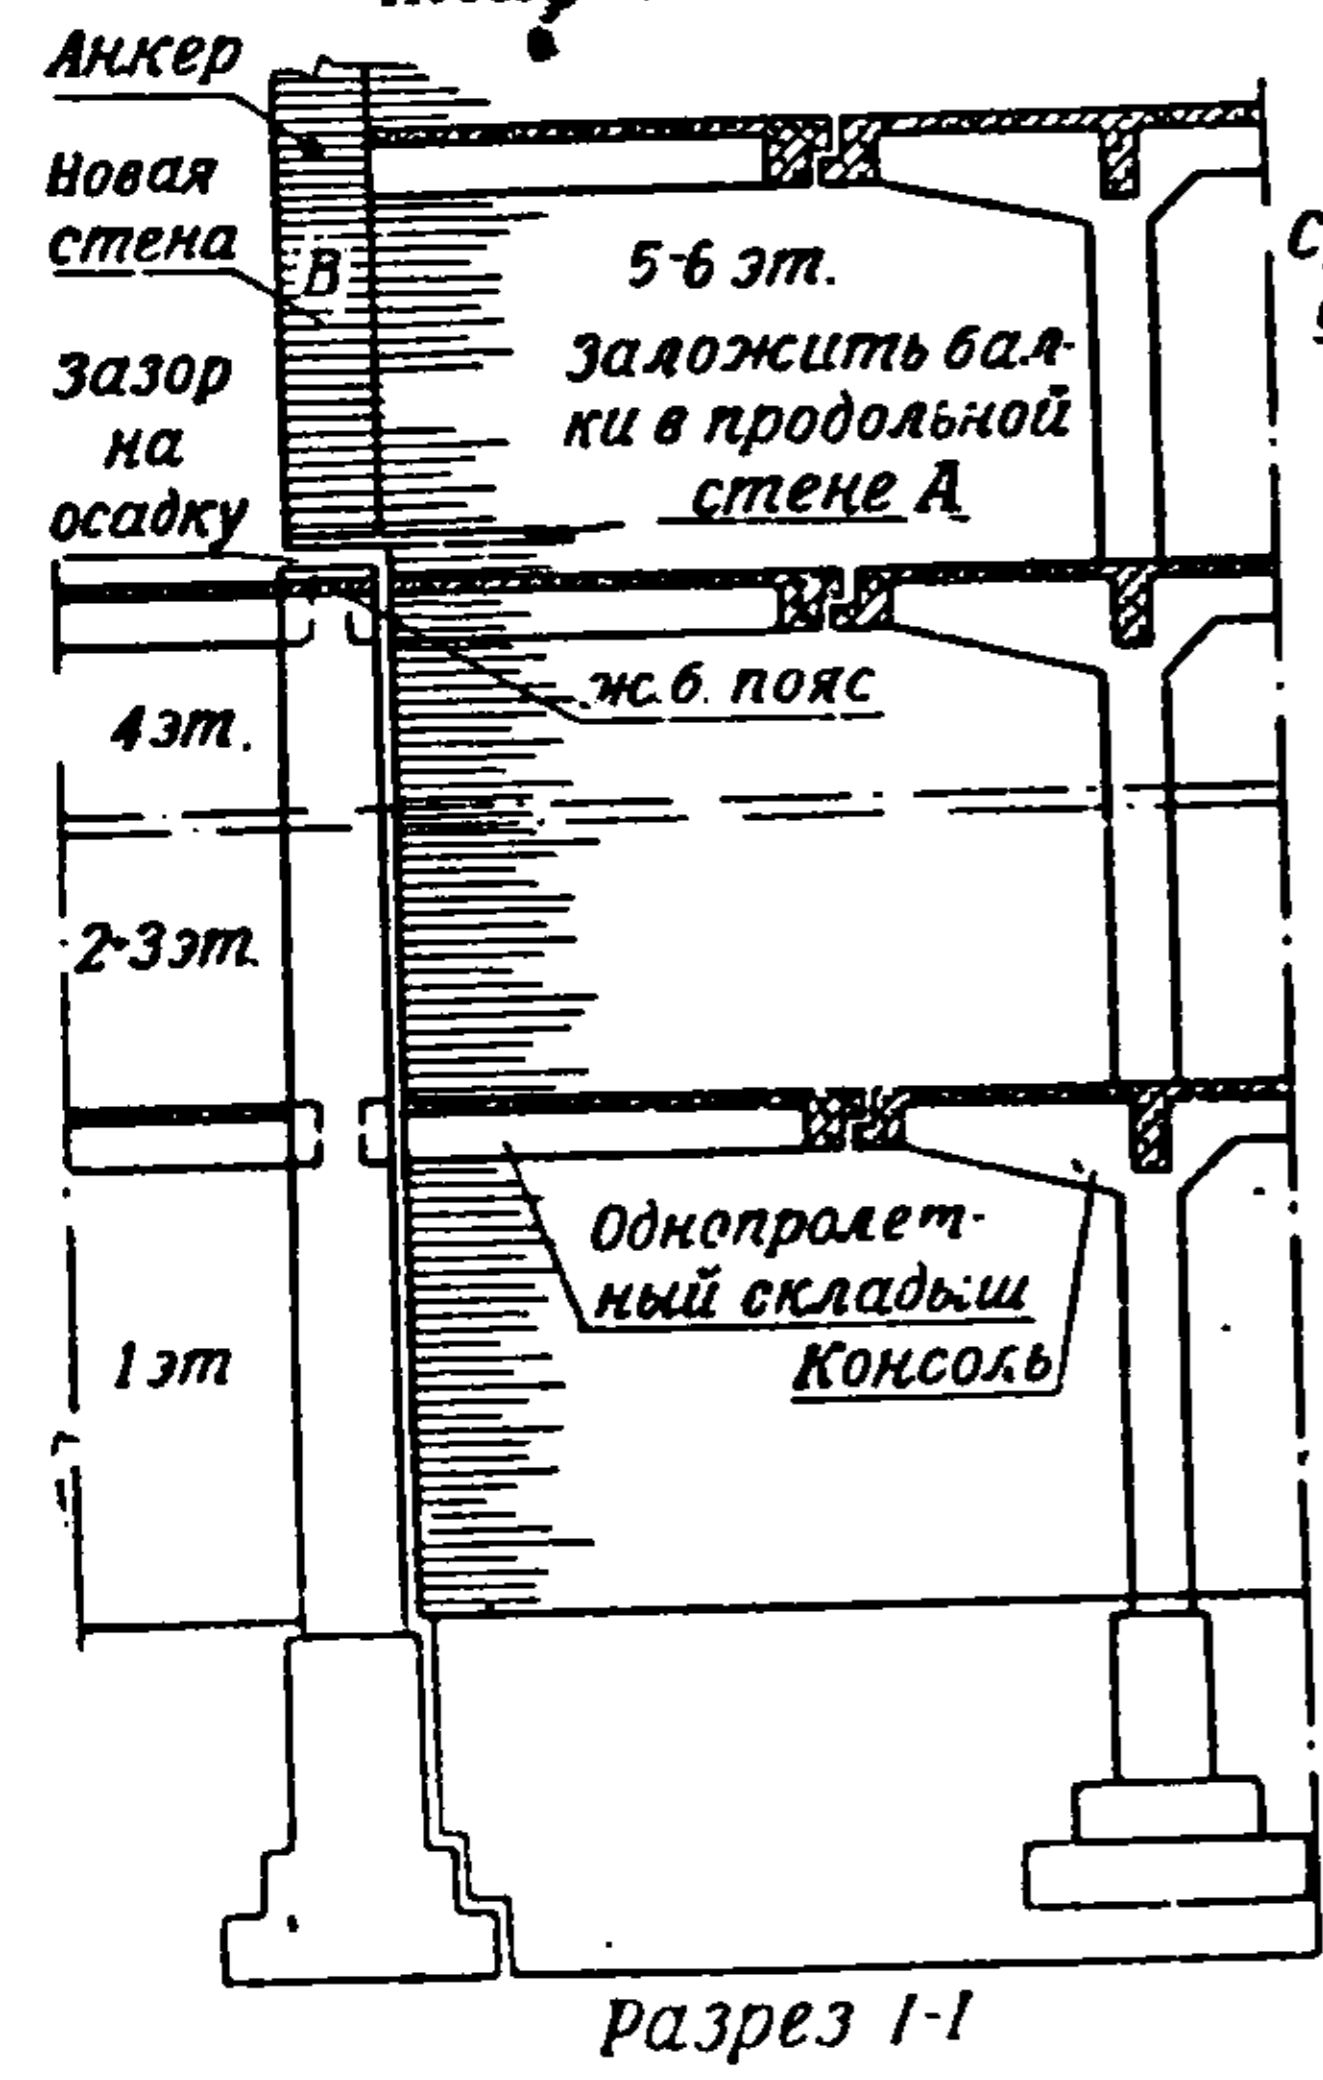 Анкер
Новая
стена
В
Зазор
на
осадку
5-6 эт.
Заложить бал-
ки в продольной
стене А
ж.б. пояс
4 эт.
2-3 эт.
1 эт
Однопролет-
ный складыш
Консоль
Разрез 1-1